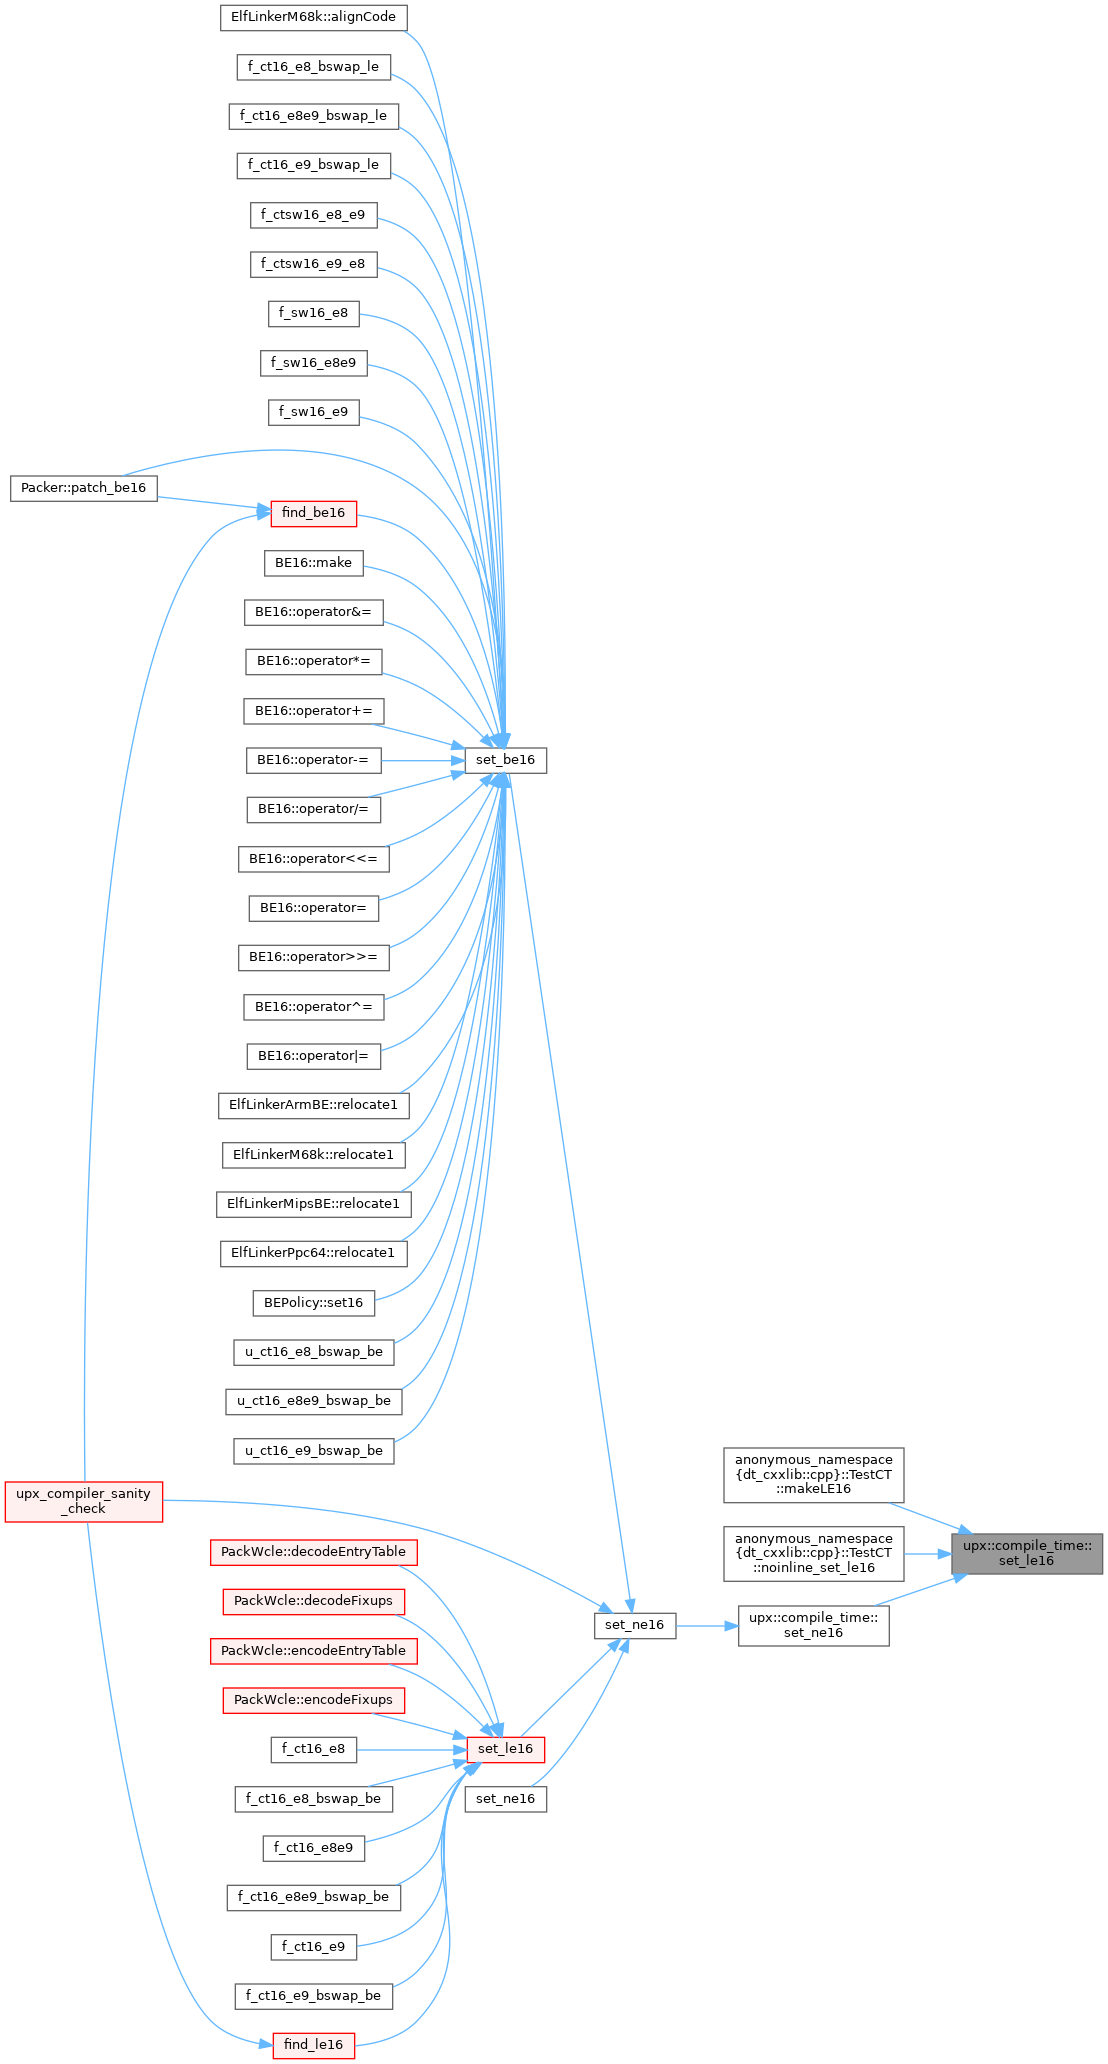 ElfLinkerM68k::alignCode
f_ct16_e8_bswap_le
f_ct16_e8e9_bswap_le
f_ct16_e9_bswap_le
f_ctsw16_e8_e9
f_ctsw16_e9_e8
f_sw16_e8
f_sw16_e8e9
f_sw16_e9
Packer::patch_be16
find_be16
BE16::make
BE16::operator&=
BE16::operator*=
BE16::operator+=
set_be16
BE16::operator-=
BE16::operator/=
BE16::operator<<=
BE16::operator=
BE16::operator>>=
BE16::operator^=
BE16::operator|=
ElfLinkerArmBE::relocate1
ElfLinkerM68k::relocate1
ElfLinkerMipsBE::relocate1
ElfLinkerPpc64::relocate1
BEPolicy::set16
u_ct16_e8_bswap_be
u_ct16_e8e9_bswap_be
u_ct16_e9_bswap_be
anonymous_namespace
{dt_cxxlib::cpp}::TestCT
::makeLE16
upx_compiler_sanity
_check
anonymous_namespace
{dt_cxxlib::cpp}::TestCT
::noinline_set_le16
upx::compile_time::
set_le16
PackWcle::decodeEntryTable
PackWcle::decodeFixups
set_ne16
upx::compile_time::
set_ne16
PackWcle::encodeEntryTable
PackWcle::encodeFixups
set_le16
f_ct16_e8
f_ct16_e8_bswap_be
set_ne16
f_ct16_e8e9
f_ct16_e8e9_bswap_be
f_ct16_e9
f_ct16_e9_bswap_be
find_le16